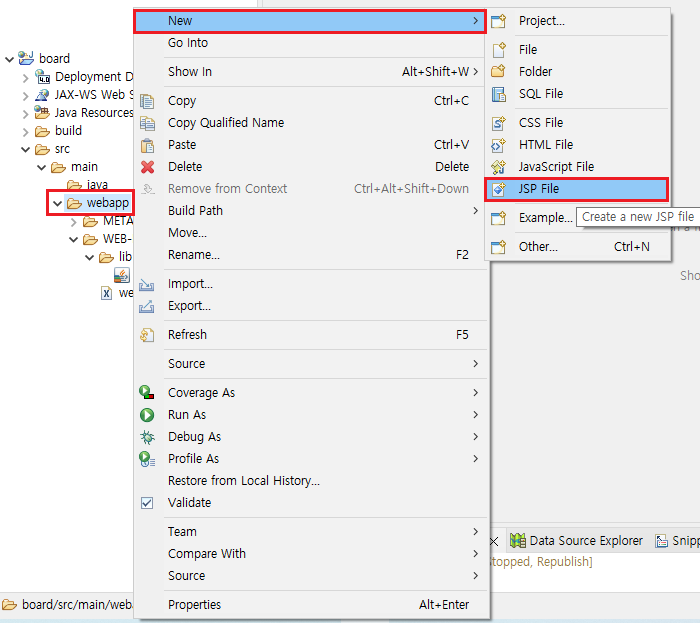 board
Deployment D
JAX-WS Web S
Java Resources
build
src
main
java
webapp
META
WEB-
lib
we
New
Go Into
Show In Alt+Shift+W
Copy Ctrl+C
Copy Qualified Name
Paste Ctrl+V
Delete Delete
Remove from Context Ctrl+Alt+Shift+Down
Build Path
Move...
Rename... F2
Import...
Export...
Refresh F5
Source
Coverage As
Run As
Debug As
Profile As
Restore from Local History...
Validate
Team
Compare With
Source
Properties Alt+Enter
Project...
File
Folder
SQL File
CSS File
HTML File
JavaScript File
JSP File
Example...
Create a new JSP file
Other... Ctrl+N
Sho
Data Source Explorer
Snipp
topped, Republish]
board/src/main/weba